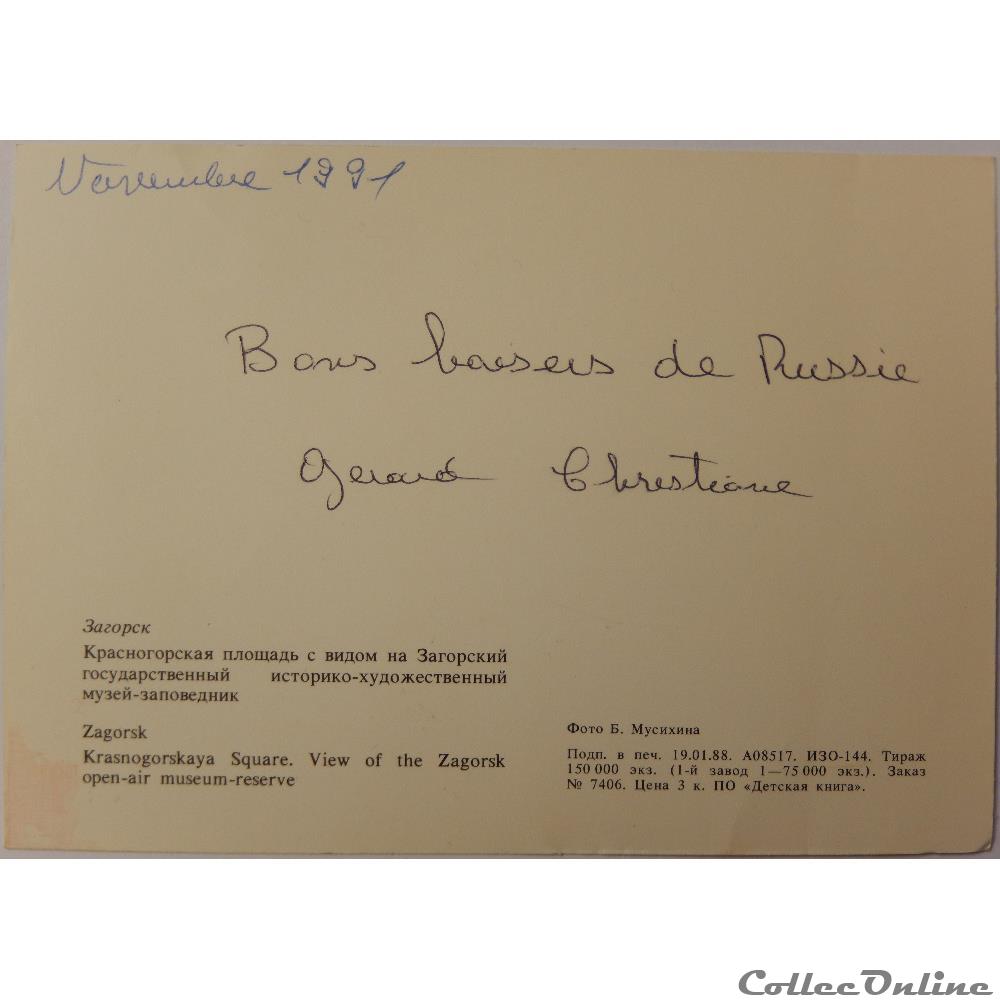 Novembre 1991
Bons baisers de Russie
Gerard Christiane
Загорск
Красногорская площадь с видом на Загорский
государственный историко-художественный
музей-заповедник
Zagorsk
Krasnogorskaya Square. View of the Zagorsk
open-air museum-reserve
Фото Б. Мусихина
Подп. в печ. 19.01.88. А08517. ИЗО-144. Тираж
150 000 экз. (1-й завод 1—75 000 экз.). Заказ
№ 7406. Цена 3 к. ПО «Детская книга».
CollecOnline